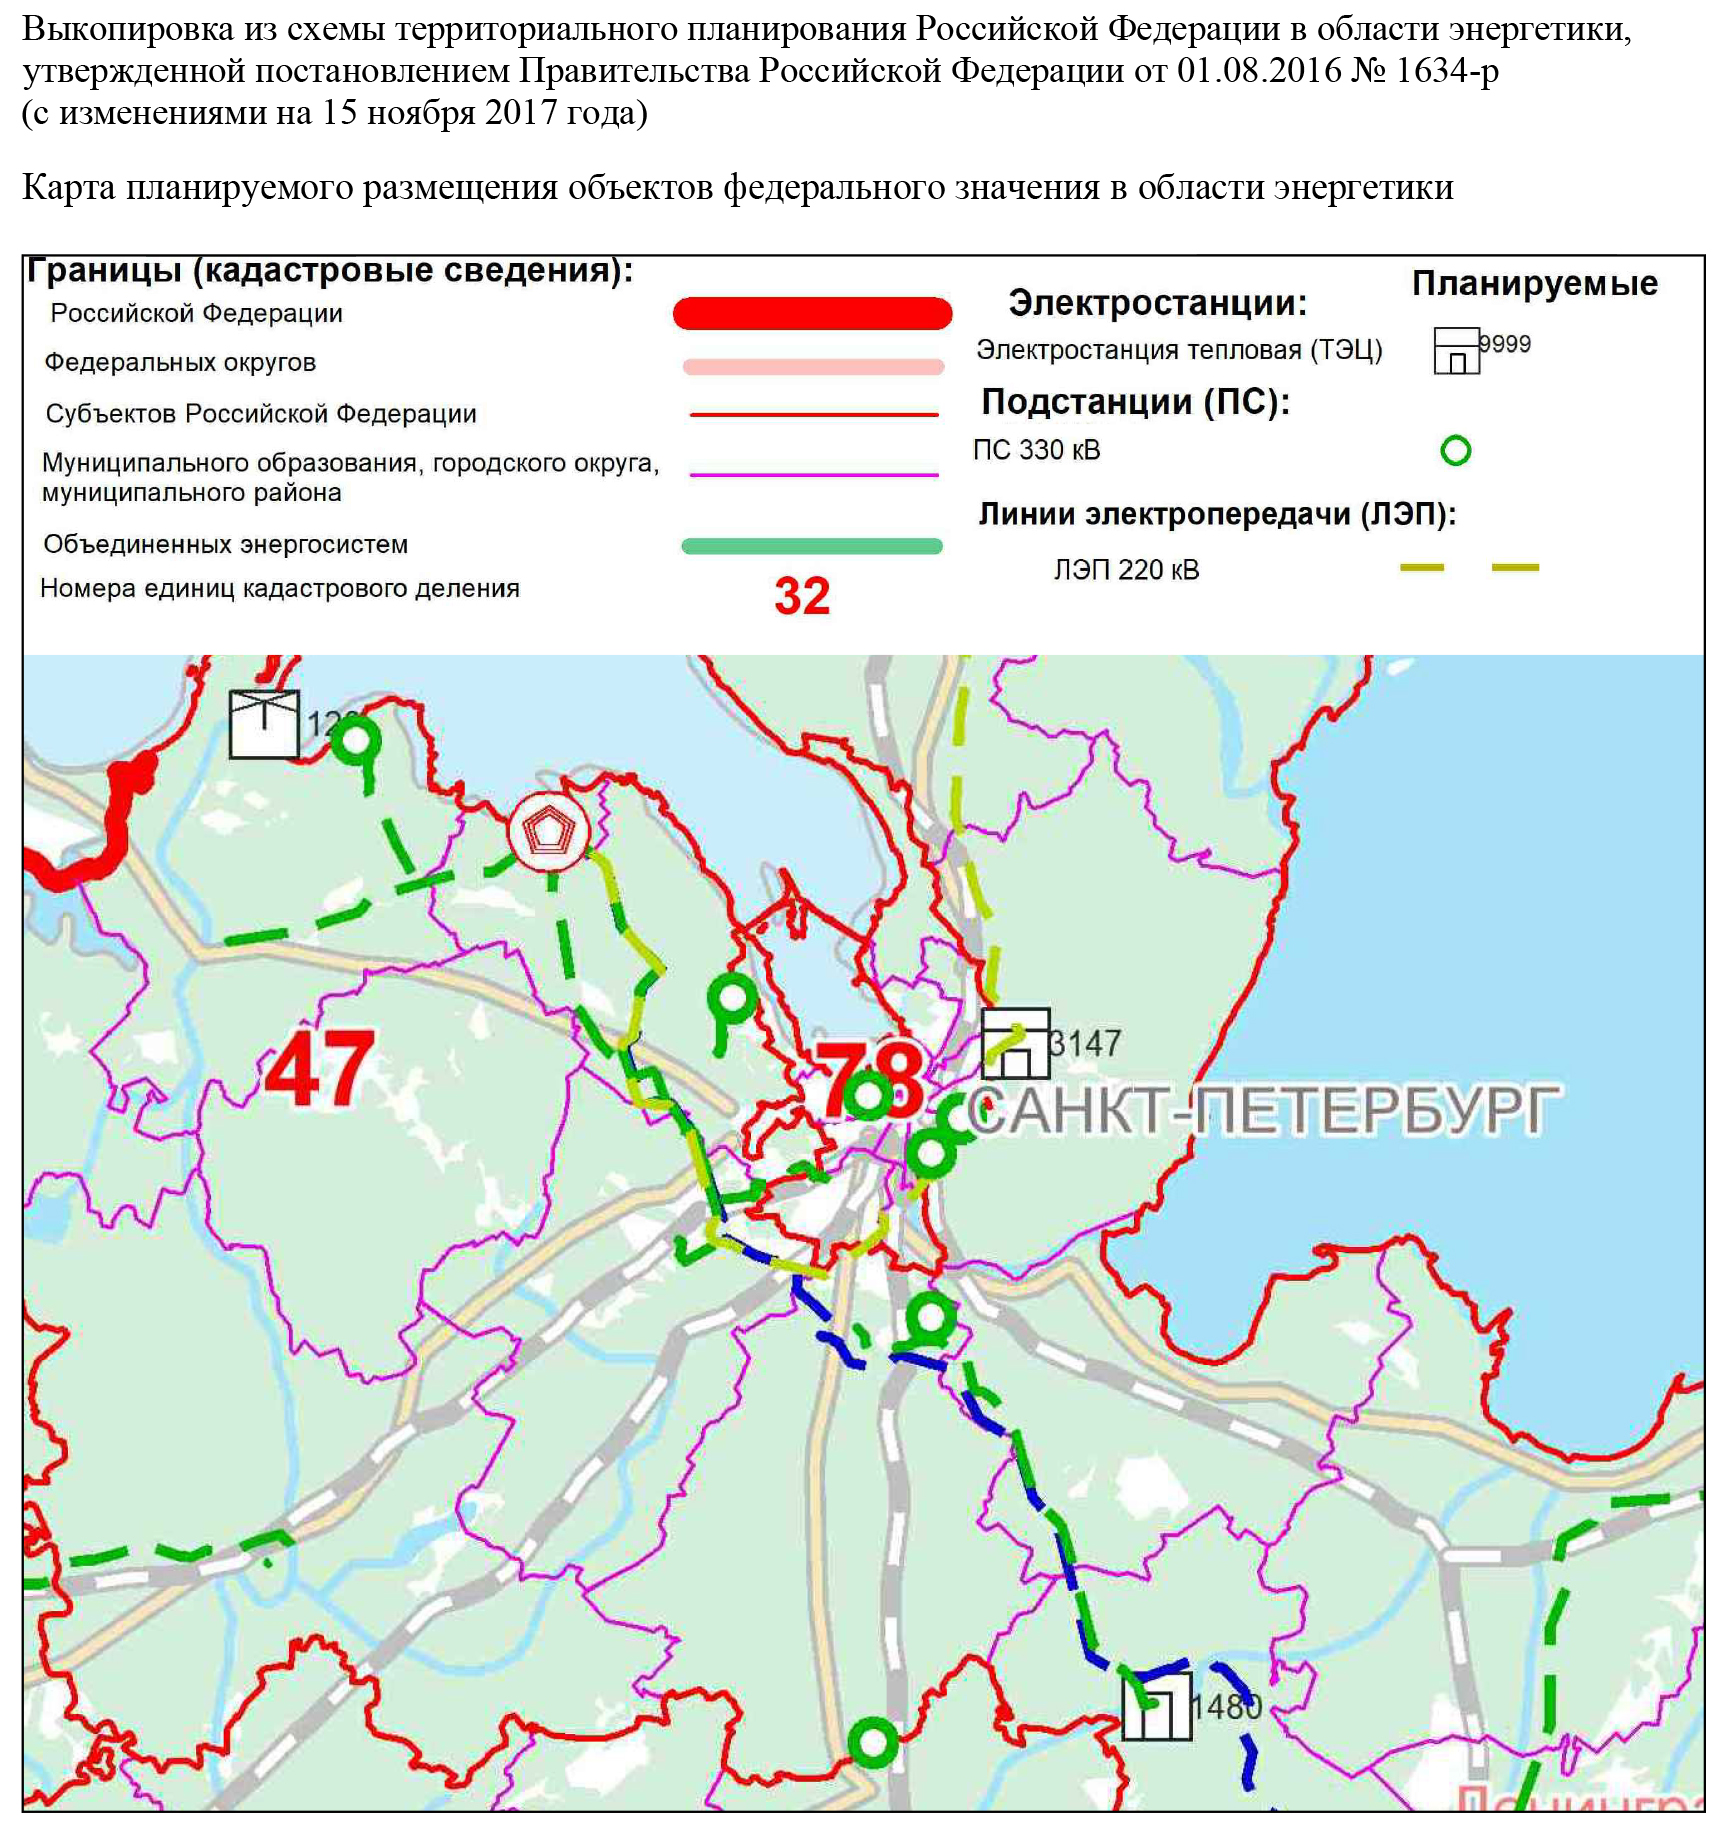 Выкопировка из схемы территориального планирования Российской Федерации в области энергетики,
утвержденной постановлением Правительства Российской Федерации от 01.08.2016 № 1634-р
(с изменениями на 15 ноября 2017 года)
Карта планируемого размещения объектов федерального значения в области энергетики
Границы (кадастровые сведения):
Российской Федерации
Федеральных округов
Субъектов Российской Федерации
Муниципального образования, городского округа,
муниципального района
Объединенных энергосистем
Номера единиц кадастрового деления
32
Планируемые
Электростанции:
Электростанция тепловая (ТЭЦ)
9999
Подстанции (ПС):
ПС 330 кВ
Линии электропередачи (ЛЭП):
ЛЭП 220 кВ
47
78
3147
САНКТ-ПЕТЕРБУРГ
1480